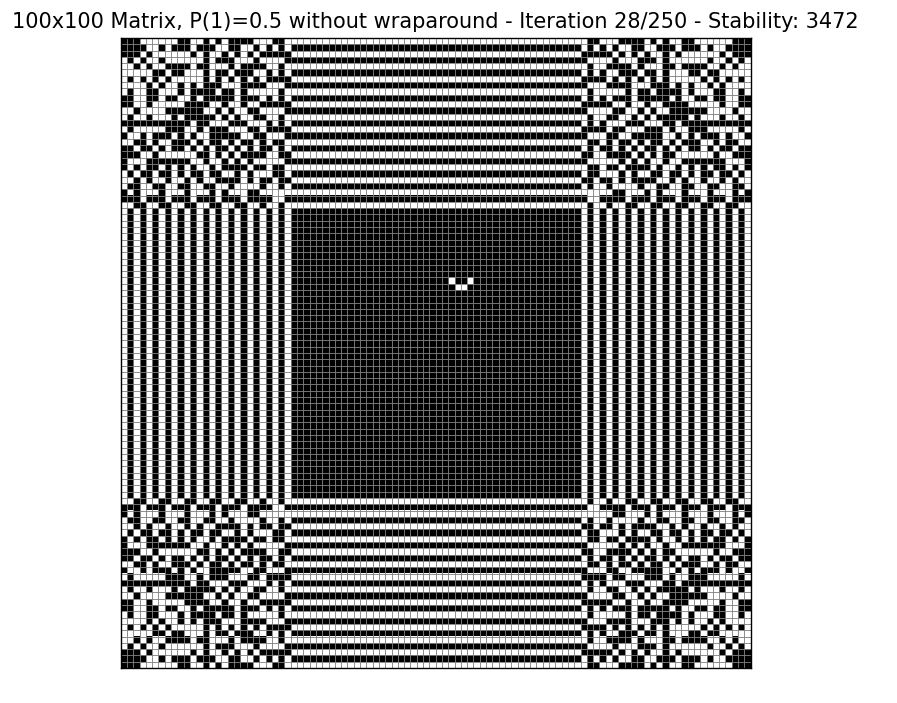 100x100 Matrix, P(1)=0.5 without wraparound - Iteration 28/250 - Stability: 3472